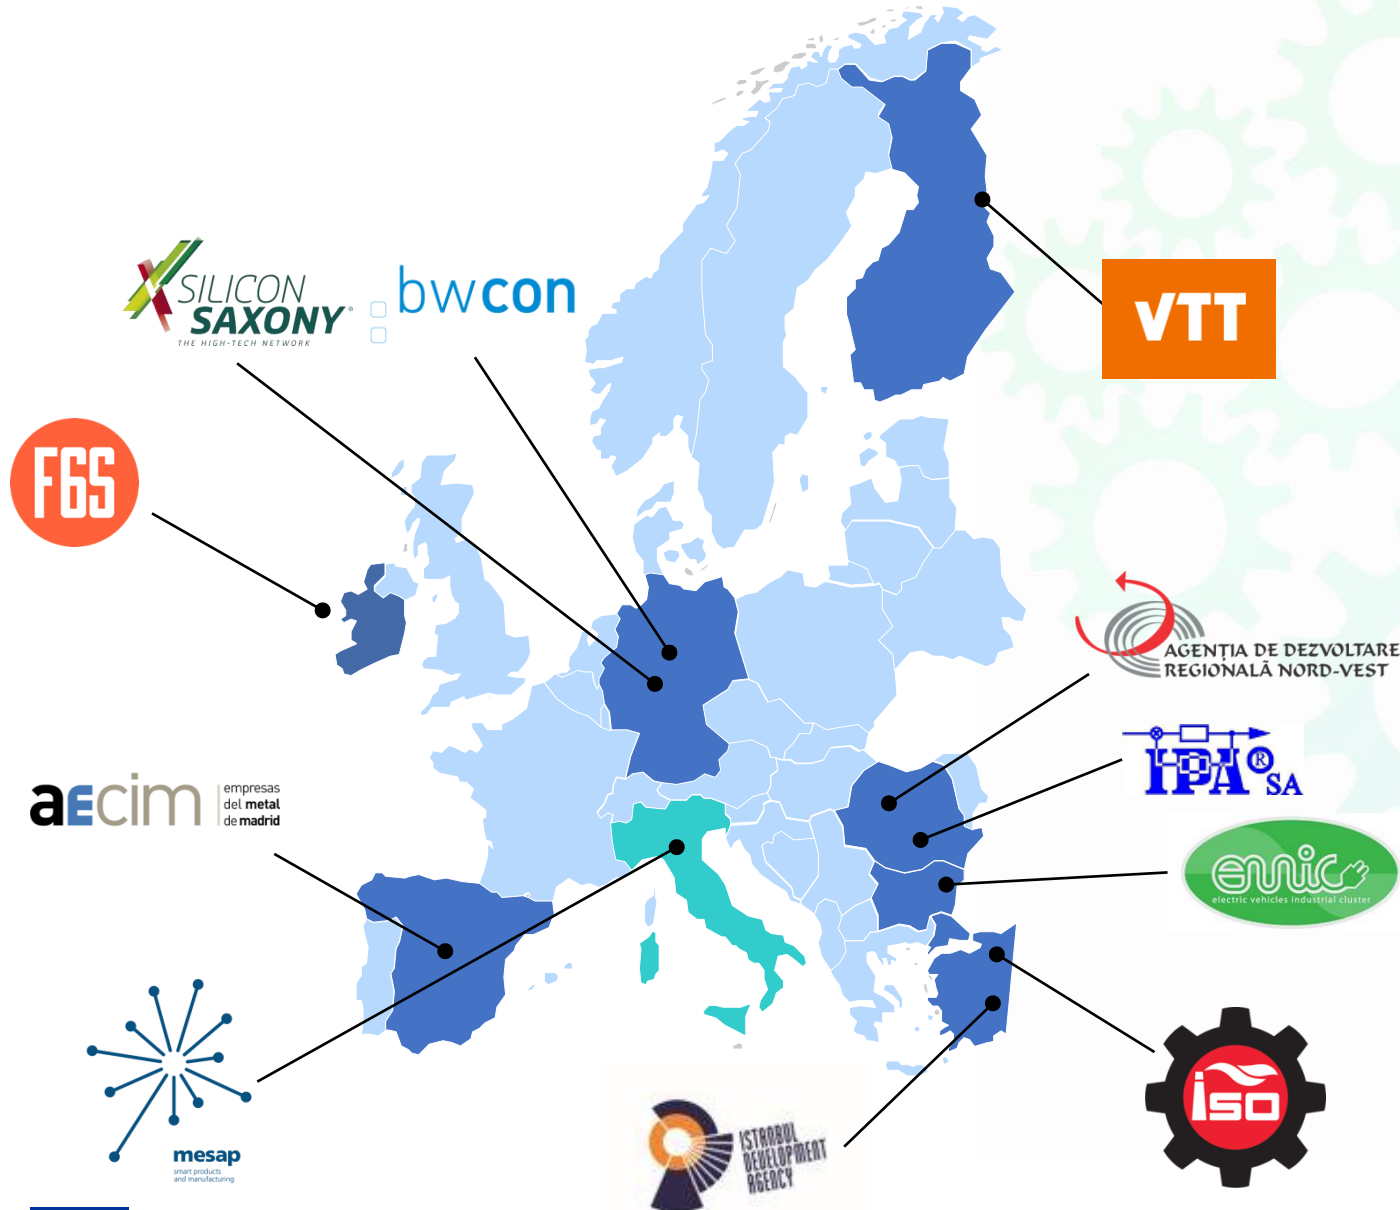 SILICON
SAXONY
THE HIGH-TECH NETWORK
bwcon
VTT
F6S
AGENȚIA DE DEZVOLTARE
REGIONALĂ NORD-VEST
IPA® SA
aecim
empresas
del metal
de madrid
emic
electric vehicles industrial cluster
mesap
smart products
and manufacturing
ISTANBUL
DEVELOPMENT
AGENCY
iso